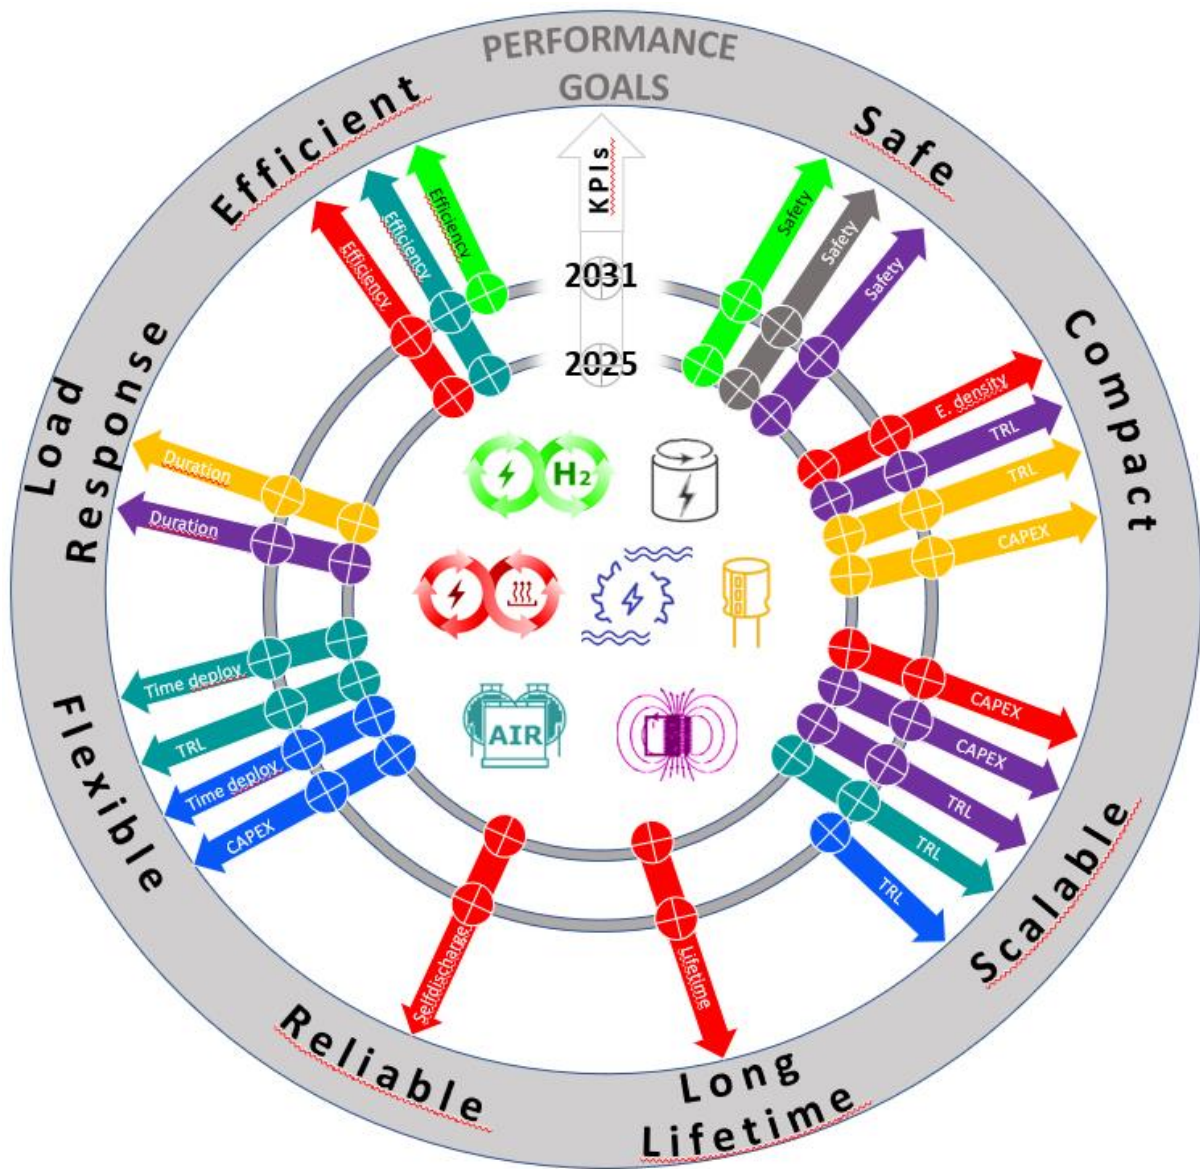 PERFORMANCE
GOALS
KPIs
2031
2025
Safe
Safety
Safety
Safety
Compact
E. density
TRL
TRL
CAPEX
Scalable
CAPEX
CAPEX
TRL
TRL
TRL
Long
Lifetime
Lifetime
Reliable
Selfdischarge
Flexible
CAPEX
Time deploy
TRL
Time deploy
Load
Response
Duration
Duration
Efficient
Efficiency
Efficiency
Efficiency
H2
AIR